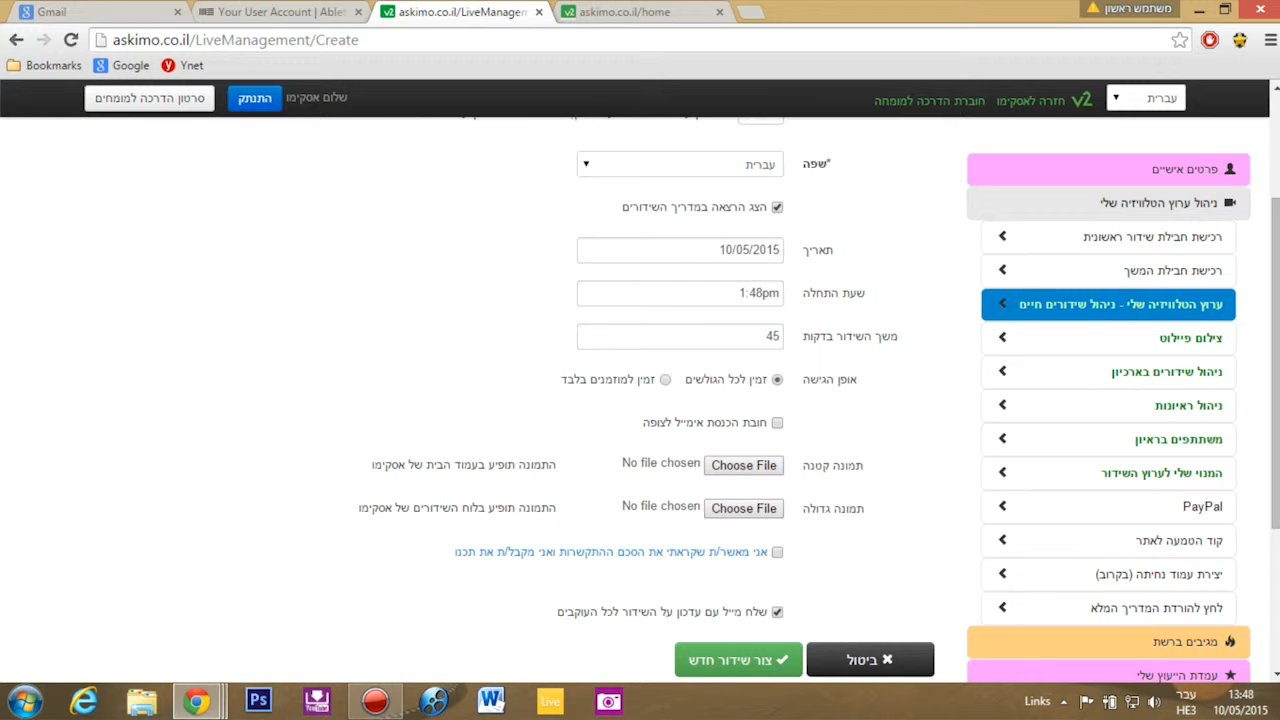 Gmail
Your User Account | Ablet
askimo.co.il/LiveManagem
askimo.co.il/home
משתמש ראשון
askimo.co.il/LiveManagement/Create
Bookmarks
Google
Ynet
עברית
חזרה לאסקימו
חוברת הדרכה למומחה
שלום אסקימו
התנתק
סרטון הדרכה למומחים
*שפה
עברית
הצג הרצאה במדריך השידורים
תאריך
10/05/2015
שעת התחלה
1:48pm
משך השידור בדקות
45
אופן הגישה
זמין לכל הגולשים
זמין למוזמנים בלבד
חובת הכנסת אימייל לצופה
תמונה קטנה
Choose File No file chosen
התמונה תופיע בעמוד הבית של אסקימו
תמונה גדולה
Choose File No file chosen
התמונה תופיע בלוח השידורים של אסקימו
אני מאשר/ת שקראתי את הסכם ההתקשרות ואני מקבל/ת את תכנו
שלח מייל עם עדכון על השידור לכל העוקבים
ביטול
צור שידור חדש
פרטים אישיים
ניהול ערוץ הטלוויזיה שלי
רכישת חבילת שידור ראשונית
רכישת חבילת המשך
ערוץ הטלוויזיה שלי - ניהול שידורים חיים
צילום פיילוט
ניהול שידורים בארכיון
ניהול ראיונות
משתתפים בראיון
המנוי שלי לערוץ השידור
PayPal
קוד הטמעה לאתר
יצירת עמוד נחיתה (בקרוב)
לחץ להורדת המדריך המלא
מגיבים ברשת
עמדת הייעוץ שלי
Ps
W
Live
Links
עבר
HE3
13:48
10/05/2015